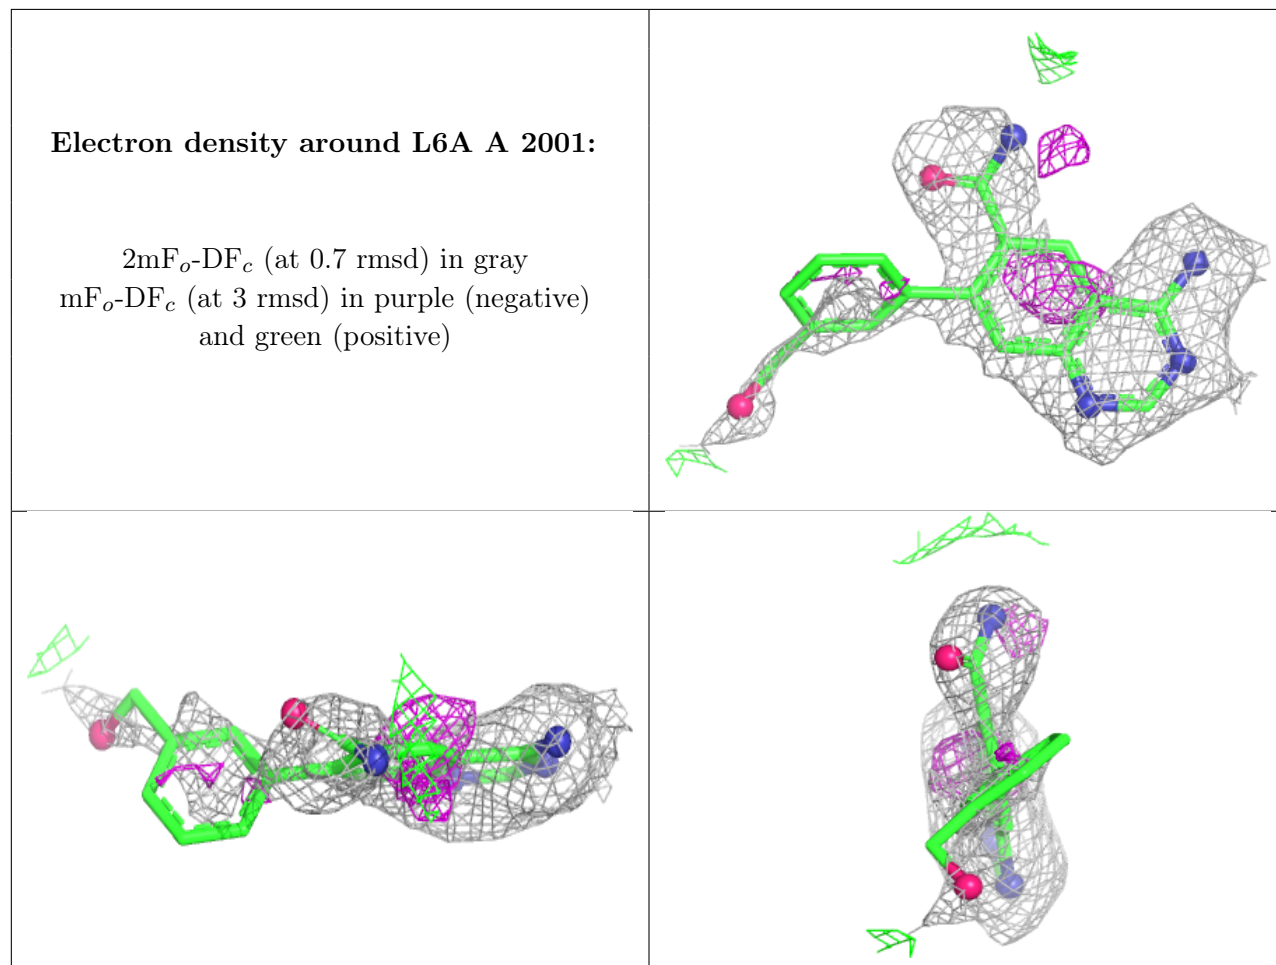 Electron density around L6A A 2001:
2mFo-DFc (at 0.7 rmsd) in gray
mFo-DFc (at 3 rmsd) in purple (negative)
and green (positive)